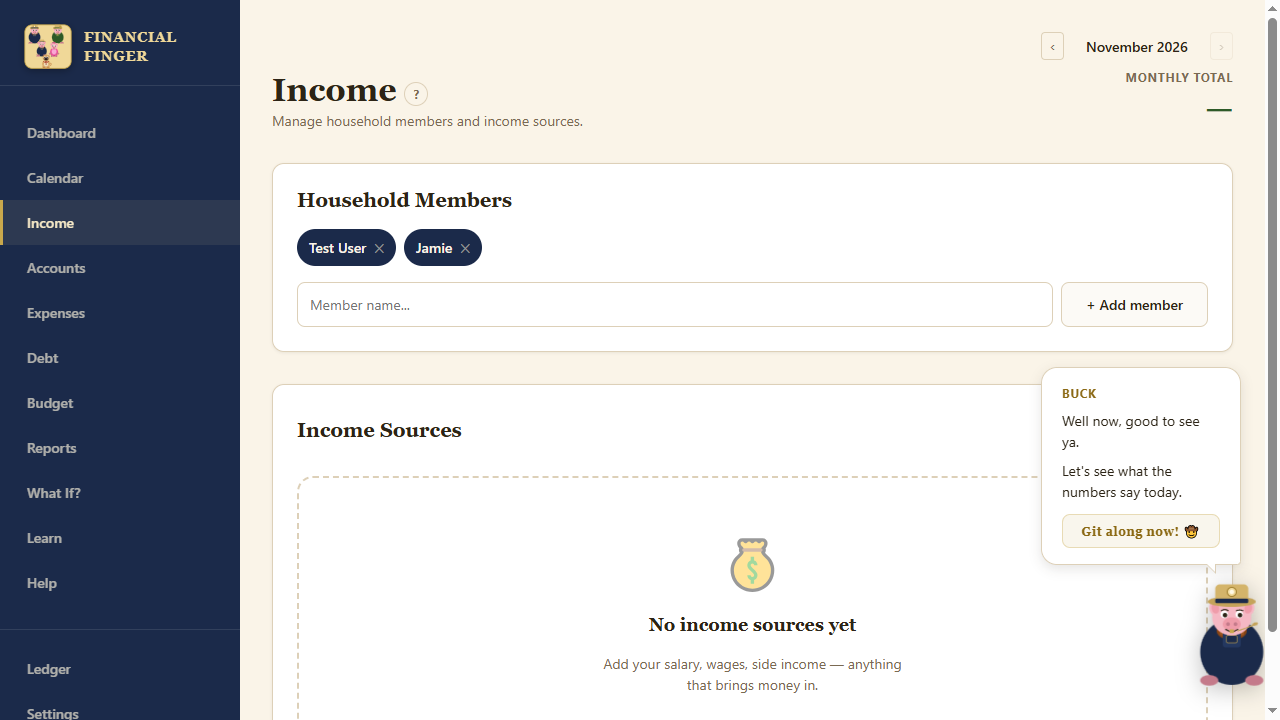 FINANCIAL
FINGER
Dashboard
Calendar
Income
Accounts
Expenses
Debt
Budget
Reports
What If?
Learn
Help
Ledger
Settings
‹ November 2026 ›
MONTHLY TOTAL
—
Income ?
Manage household members and income sources.
Household Members
Test User ×
Jamie ×
Member name...
+ Add member
Income Sources
No income sources yet
Add your salary, wages, side income — anything
that brings money in.
BUCK
Well now, good to see
ya.
Let's see what the
numbers say today.
Git along now! 🤠